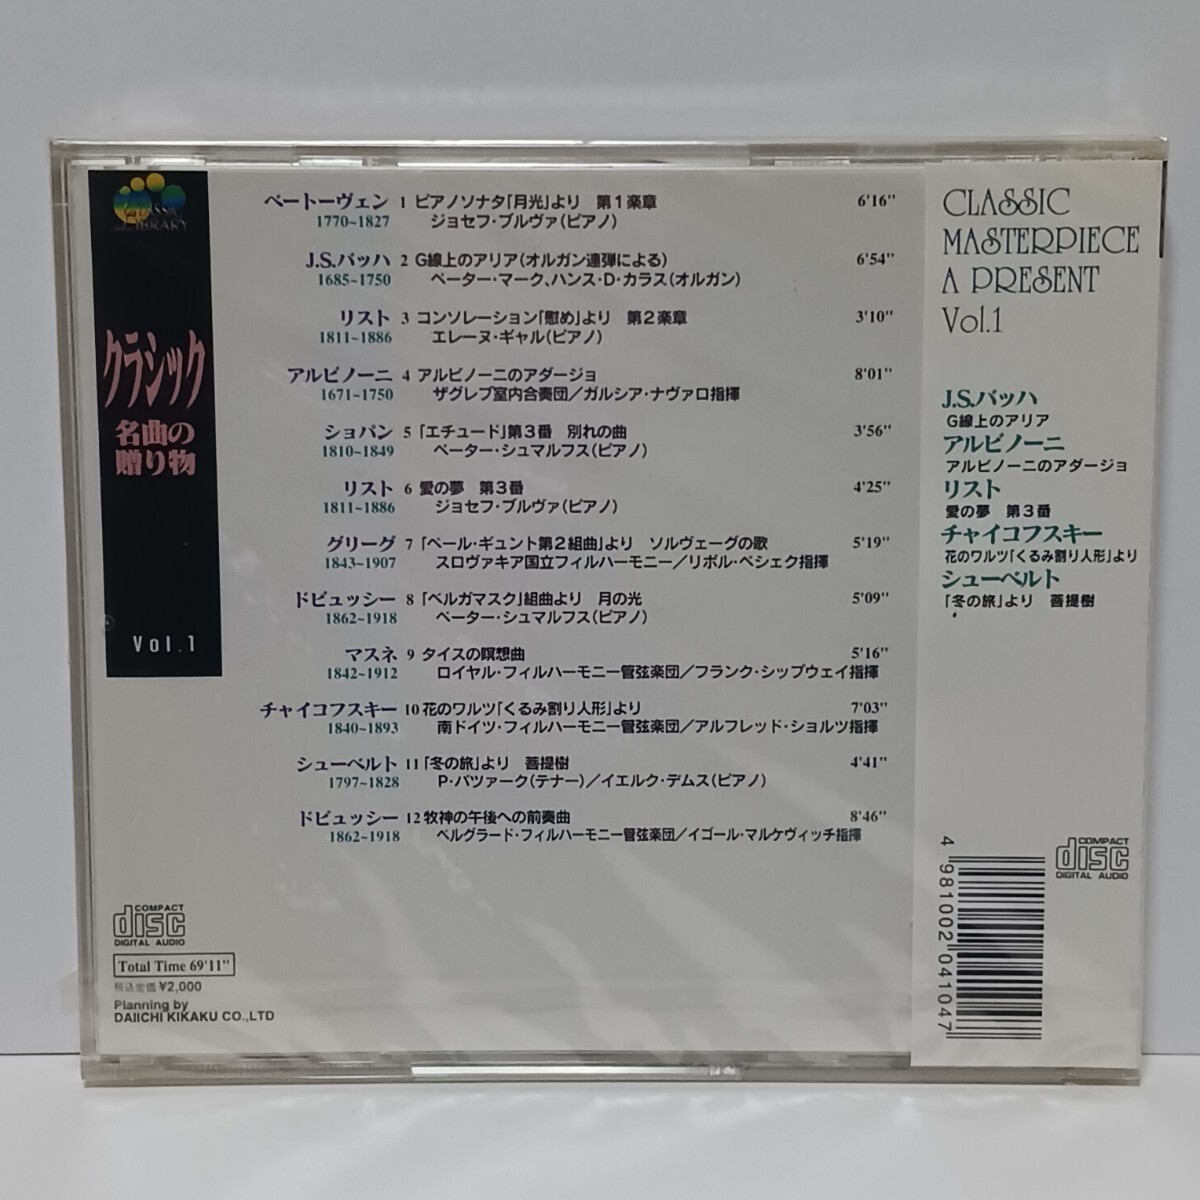 CLASSIC
LIBRARY
クラシック
名曲の
贈り物
Vol.1
ベートーヴェン 1 ピアノソナタ「月光」より 第1楽章 6'16"
1770~1827 ジョセフ・ブルヴァ(ピアノ)
J.S.バッハ 2 G線上のアリア(オルガン連弾による) 6'54"
1685~1750 ペーター・マーク、ハンス・D・カラス(オルガン)
リスト 3 コンソレーション「慰め」より 第2楽章 3'10"
1811~1886 エレーヌ・ギャル(ピアノ)
アルビノーニ 4 アルビノーニのアダージョ 8'01"
1671~1750 ザグレブ室内合奏団/ガルシア・ナヴァロ指揮
ショパン 5 「エチュード」第3番 別れの曲 3'56"
1810~1849 ペーター・シュマルフス(ピアノ)
リスト 6 愛の夢 第3番 4'25"
1811~1886 ジョセフ・ブルヴァ(ピアノ)
グリーグ 7 「ペール・ギュント第2組曲」より ソルヴェーグの歌 5'19"
1843~1907 スロヴァキア国立フィルハーモニー/リボル・ペシェク指揮
ドビュッシー 8 「ベルガマスク」組曲より 月の光 5'09"
1862~1918 ペーター・シュマルフス(ピアノ)
マスネ 9 タイスの瞑想曲 5'16"
1842~1912 ロイヤル・フィルハーモニー管弦楽団/フランク・シップウェイ指揮
チャイコフスキー 10 花のワルツ「くるみ割り人形」より 7'03"
1840~1893 南ドイツ・フィルハーモニー管弦楽団/アルフレッド・ショルツ指揮
シューベルト 11 「冬の旅」より 菩提樹 4'41"
1797~1828 P・パツァーク(テナー)/イエルク・デムス(ピアノ)
ドビュッシー 12 牧神の午後への前奏曲 8'46"
1862~1918 ベルグラード・フィルハーモニー管弦楽団/イゴール・マルケヴィッチ指揮
COMPACT
disc
DIGITAL AUDIO
Total Time 69'11"
税込定価 ¥2,000
Planning by
DAIICHI KIKAKU CO.,LTD
CLASSIC
MASTERPIECE
A PRESENT
Vol.1
J.S.バッハ
G線上のアリア
アルビノーニ
アルビノーニのアダージョ
リスト
愛の夢 第3番
チャイコフスキー
花のワルツ「くるみ割り人形」より
シューベルト
「冬の旅」より 菩提樹
COMPACT
disc
DIGITAL AUDIO
4 981002 041047